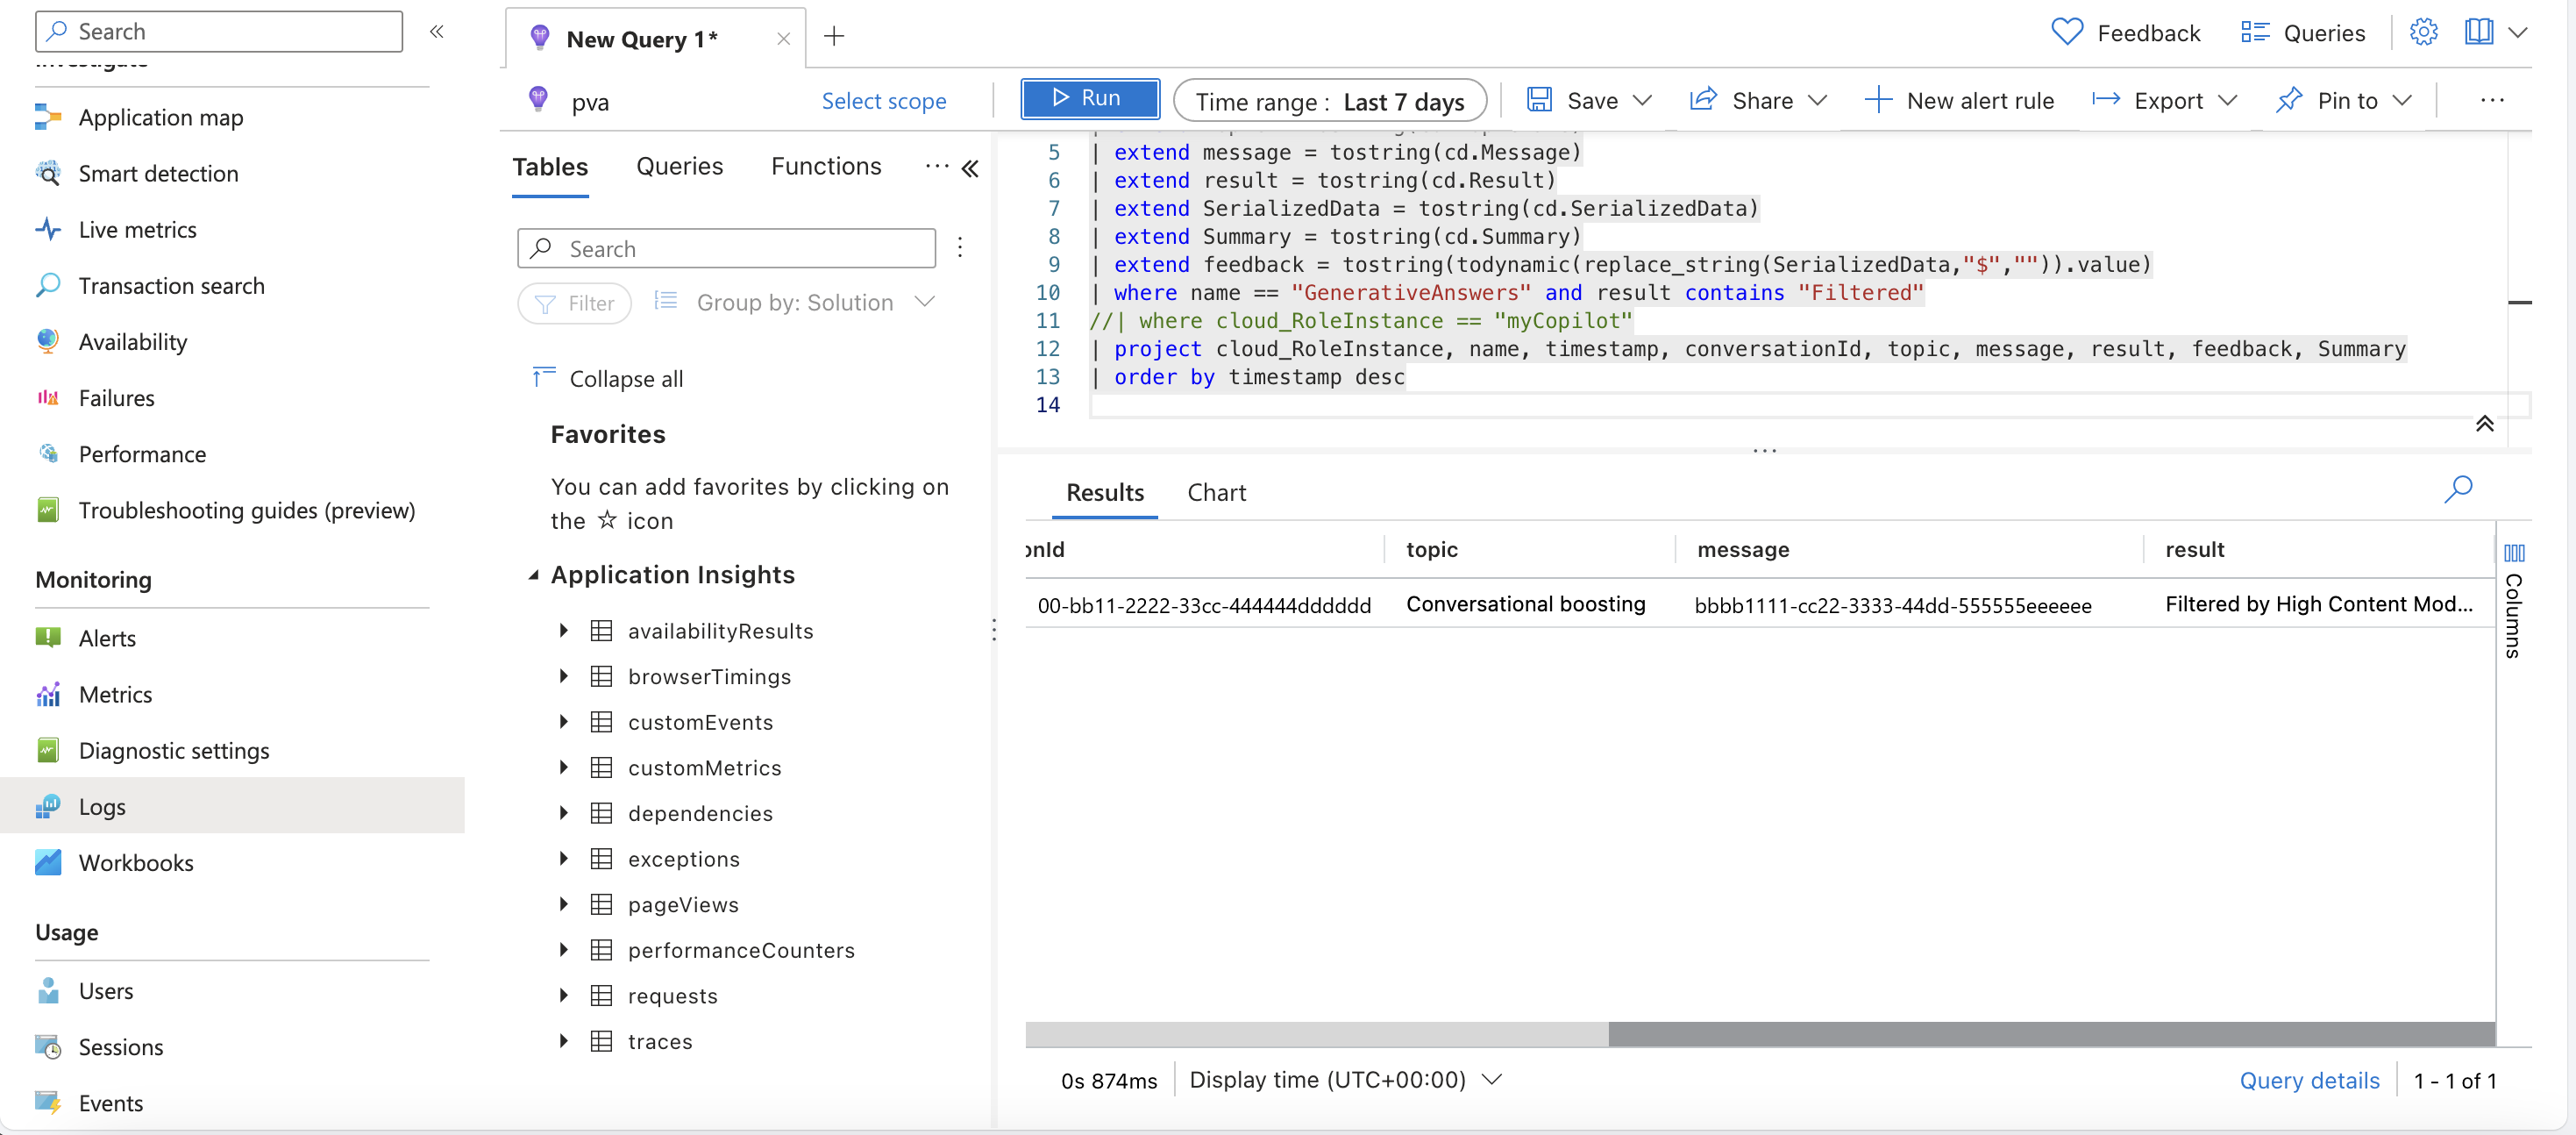 Search
«
New Query 1*
Feedback
Queries
Investigate
Application map
Smart detection
Live metrics
Transaction search
Availability
Failures
Performance
Troubleshooting guides (preview)
Monitoring
Alerts
Metrics
Diagnostic settings
Logs
Workbooks
Usage
Users
Sessions
Events
pva
Select scope
Run
Time range : Last 7 days
Save
Share
New alert rule
Export
Pin to
Tables
Queries
Functions
Search
Filter
Group by: Solution
Collapse all
Favorites
You can add favorites by clicking on
the ☆ icon
Application Insights
availabilityResults
browserTimings
customEvents
customMetrics
dependencies
exceptions
pageViews
performanceCounters
requests
traces
5 | extend message = tostring(cd.Message)
6 | extend result = tostring(cd.Result)
7 | extend SerializedData = tostring(cd.SerializedData)
8 | extend Summary = tostring(cd.Summary)
9 | extend feedback = tostring(todynamic(replace_string(SerializedData,"$","")).value)
10 | where name == "GenerativeAnswers" and result contains "Filtered"
11 //| where cloud_RoleInstance == "myCopilot"
12 | project cloud_RoleInstance, name, timestamp, conversationId, topic, message, result, feedback, Summary
13 | order by timestamp desc
14
Results
Chart
onId topic message result
00-bb11-2222-33cc-444444dddddd Conversational boosting bbbb1111-cc22-3333-44dd-555555eeeeee Filtered by High Content Mod...
Columns
0s 874ms
Display time (UTC+00:00)
Query details
1 - 1 of 1